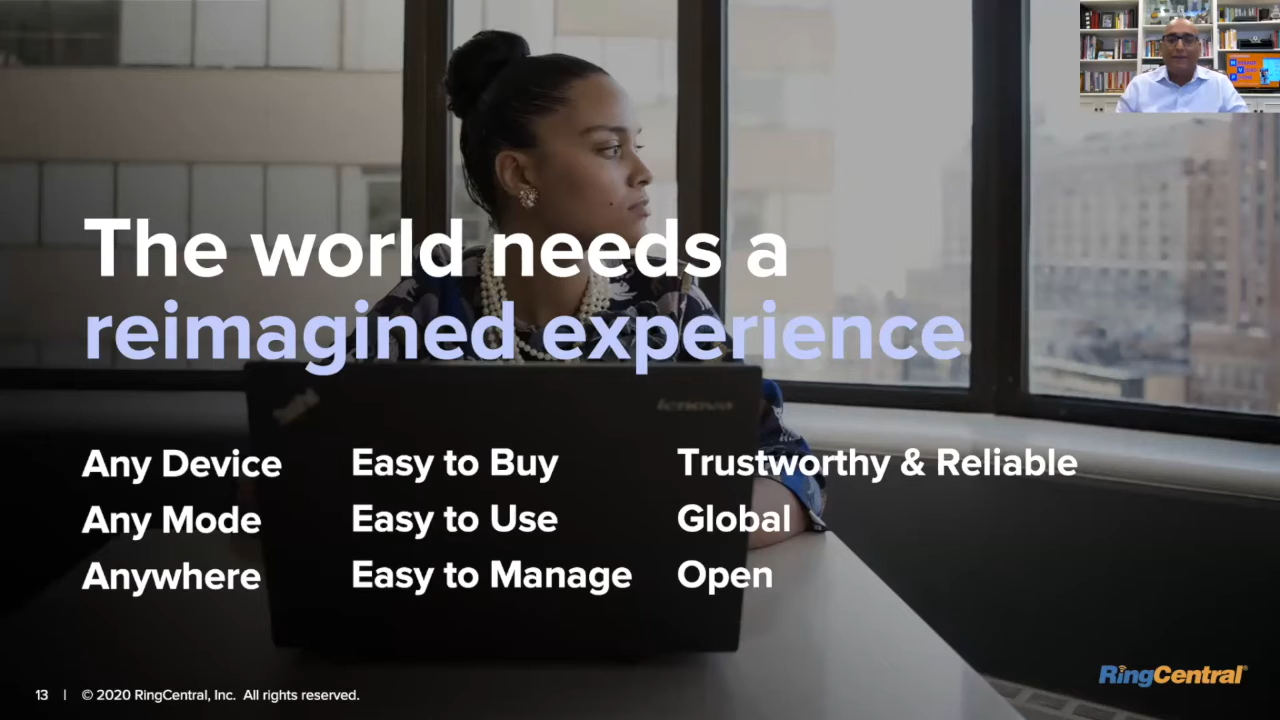 The world needs a
reimagined experience
Any Device
Any Mode
Anywhere
Easy to Buy
Easy to Use
Easy to Manage
Trustworthy & Reliable
Global
Open
lenovo
13 | © 2020 RingCentral, Inc. All rights reserved.
RingCentral